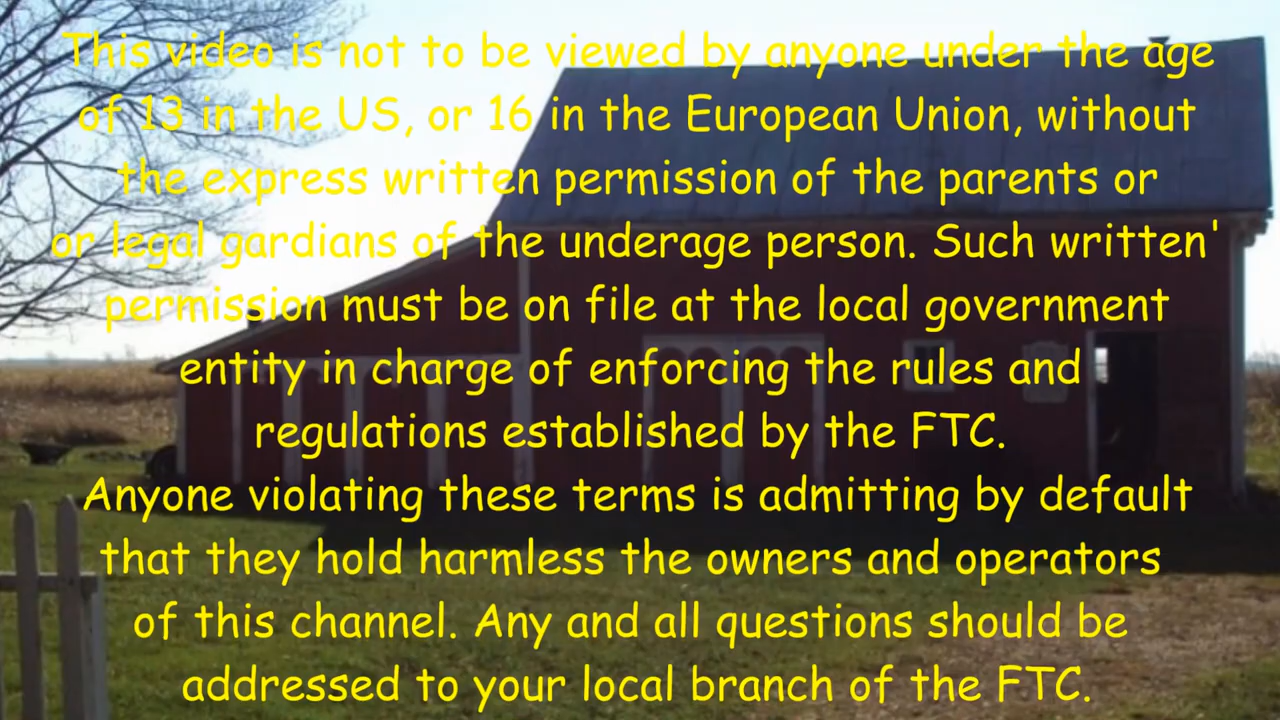 This video is not to be viewed by anyone under the age
of 13 in the US, or 16 in the European Union, without
the express written permission of the parents or
or legal gardians of the underage person. Such written'
permission must be on file at the local government
entity in charge of enforcing the rules and
regulations established by the FTC.
Anyone violating these terms is admitting by default
that they hold harmless the owners and operators
of this channel. Any and all questions should be
addressed to your local branch of the FTC.